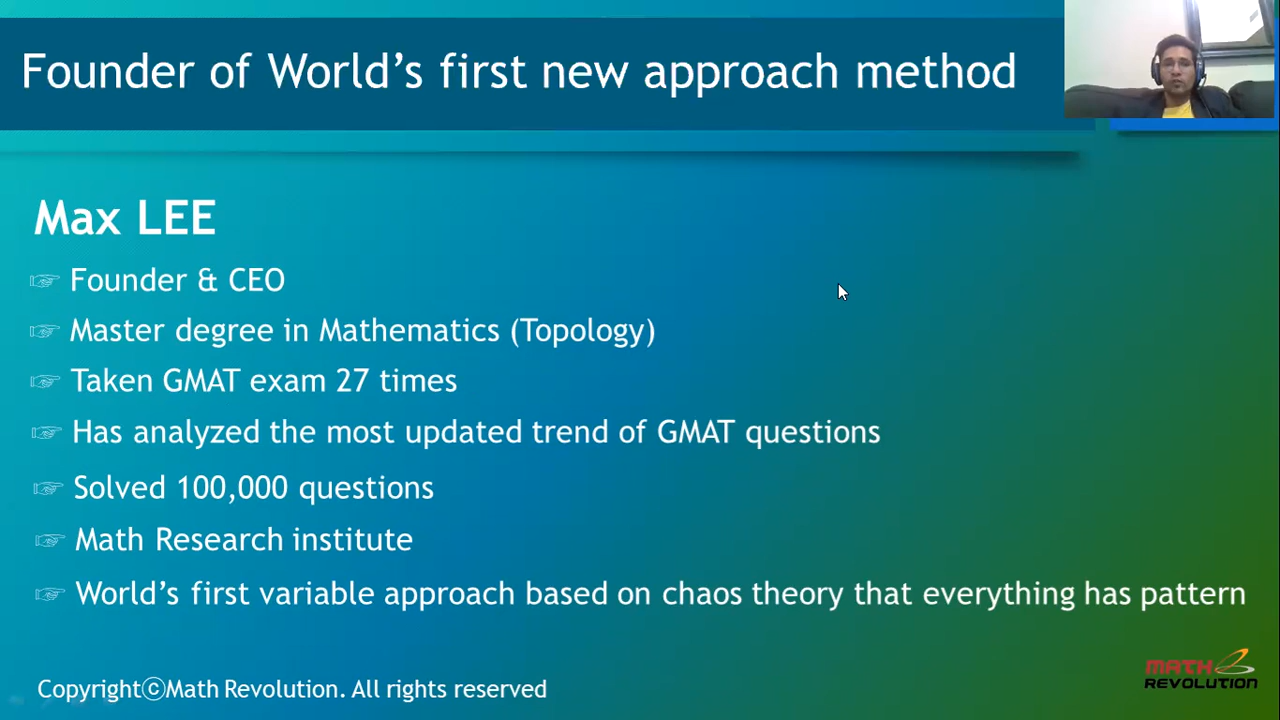 Founder of World's first new approach method
Max LEE
☞ Founder & CEO
☞ Master degree in Mathematics (Topology)
☞ Taken GMAT exam 27 times
☞ Has analyzed the most updated trend of GMAT questions
☞ Solved 100,000 questions
☞ Math Research institute
☞ World's first variable approach based on chaos theory that everything has pattern
CopyrightⓒMath Revolution. All rights reserved
MATH
REVOLUTION